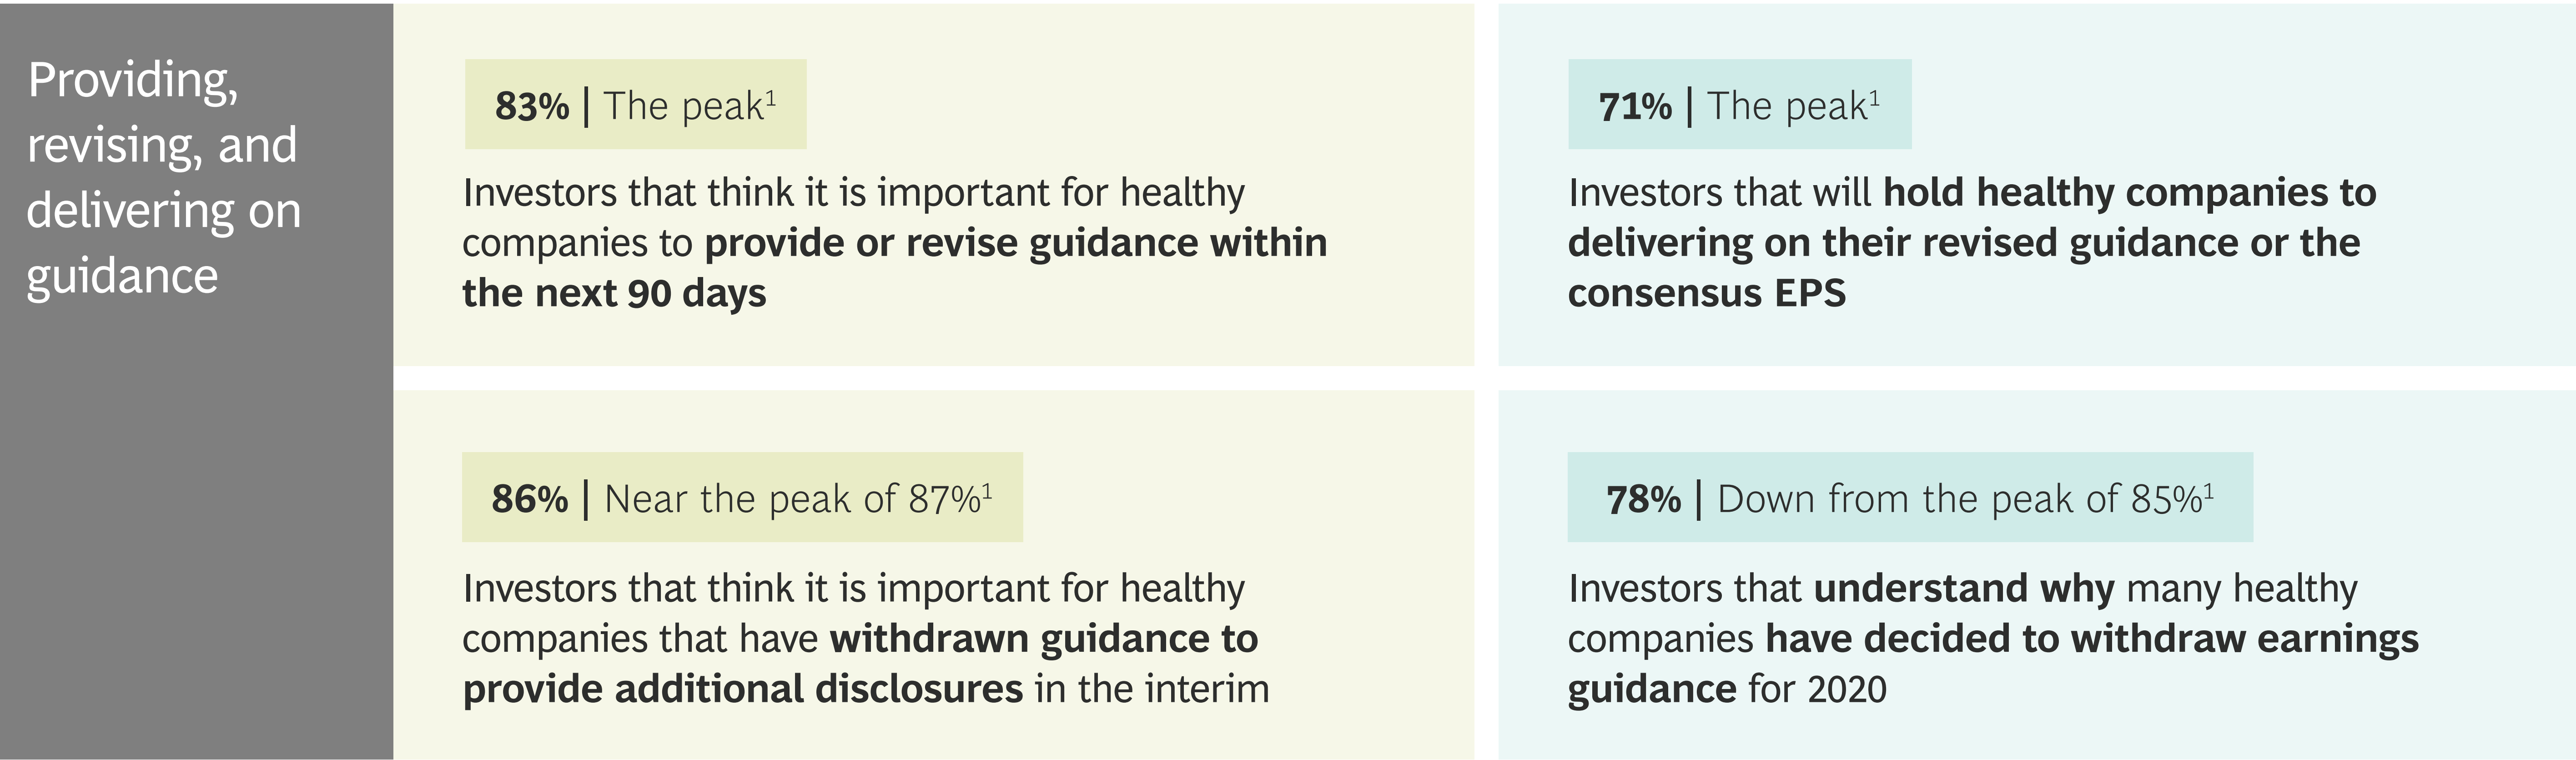 Providing,
revising, and
delivering on
guidance
83% | The peak¹
Investors that think it is important for healthy
companies to provide or revise guidance within
the next 90 days
71% | The peak¹
Investors that will hold healthy companies to
delivering on their revised guidance or the
consensus EPS
86% | Near the peak of 87%¹
Investors that think it is important for healthy
companies that have withdrawn guidance to
provide additional disclosures in the interim
78% | Down from the peak of 85%¹
Investors that understand why many healthy
companies have decided to withdraw earnings
guidance for 2020